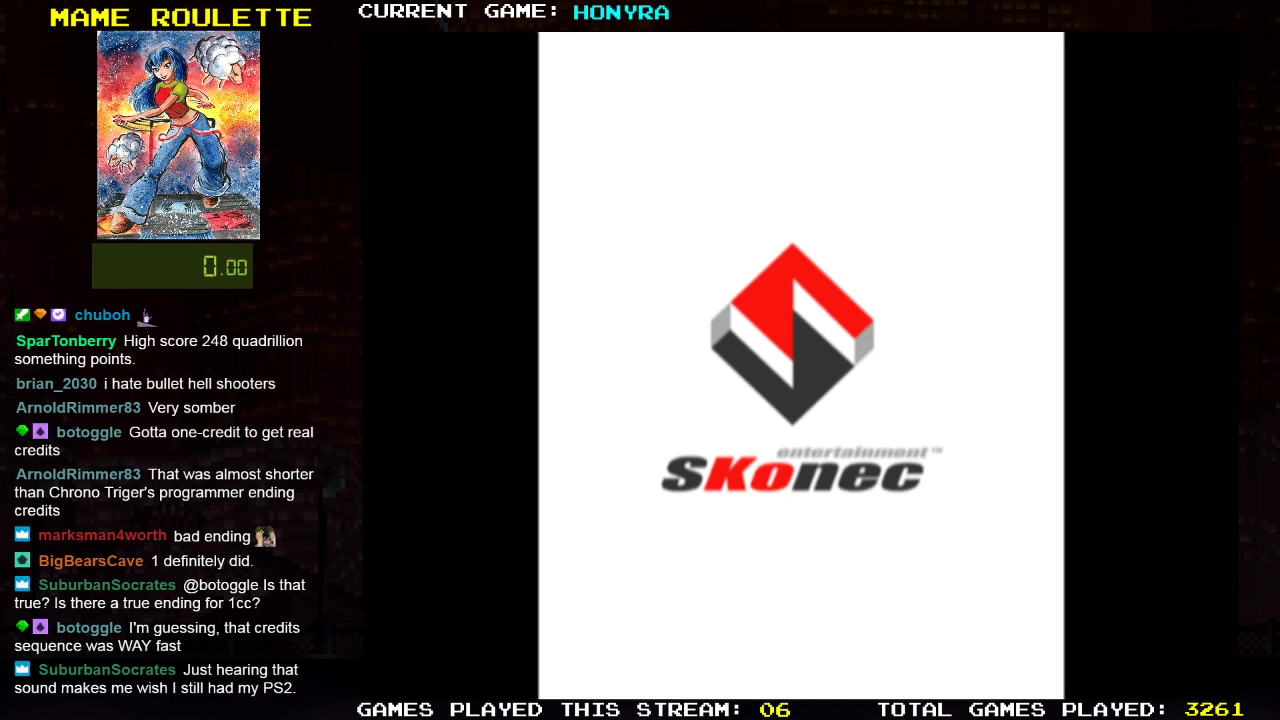 MAME ROULETTE
CURRENT GAME: HONYRA
0.00
chuboh
SparTonberry High score 248 quadrillion
something points.
brian_2030 i hate bullet hell shooters
ArnoldRimmer83 Very somber
botoggle Gotta one-credit to get real
credits
ArnoldRimmer83 That was almost shorter
than Chrono Triger's programmer ending
credits
marksman4worth bad ending
BigBearsCave 1 definitely did.
SuburbanSocrates @botoggle Is that
true? Is there a true ending for 1cc?
botoggle I'm guessing, that credits
sequence was WAY fast
SuburbanSocrates Just hearing that
sound makes me wish I still had my PS2.
entertainment™
SKonec
GAMES PLAYED THIS STREAM: 06
TOTAL GAMES PLAYED: 3261